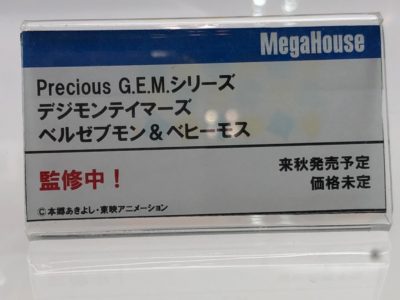 MegaHouse
Precious G.E.M.シリーズ
デジモンテイマーズ
ベルゼブモン&ベヒーモス
監修中!
来秋発売予定
価格未定
©本郷あきよし・東映アニメーション